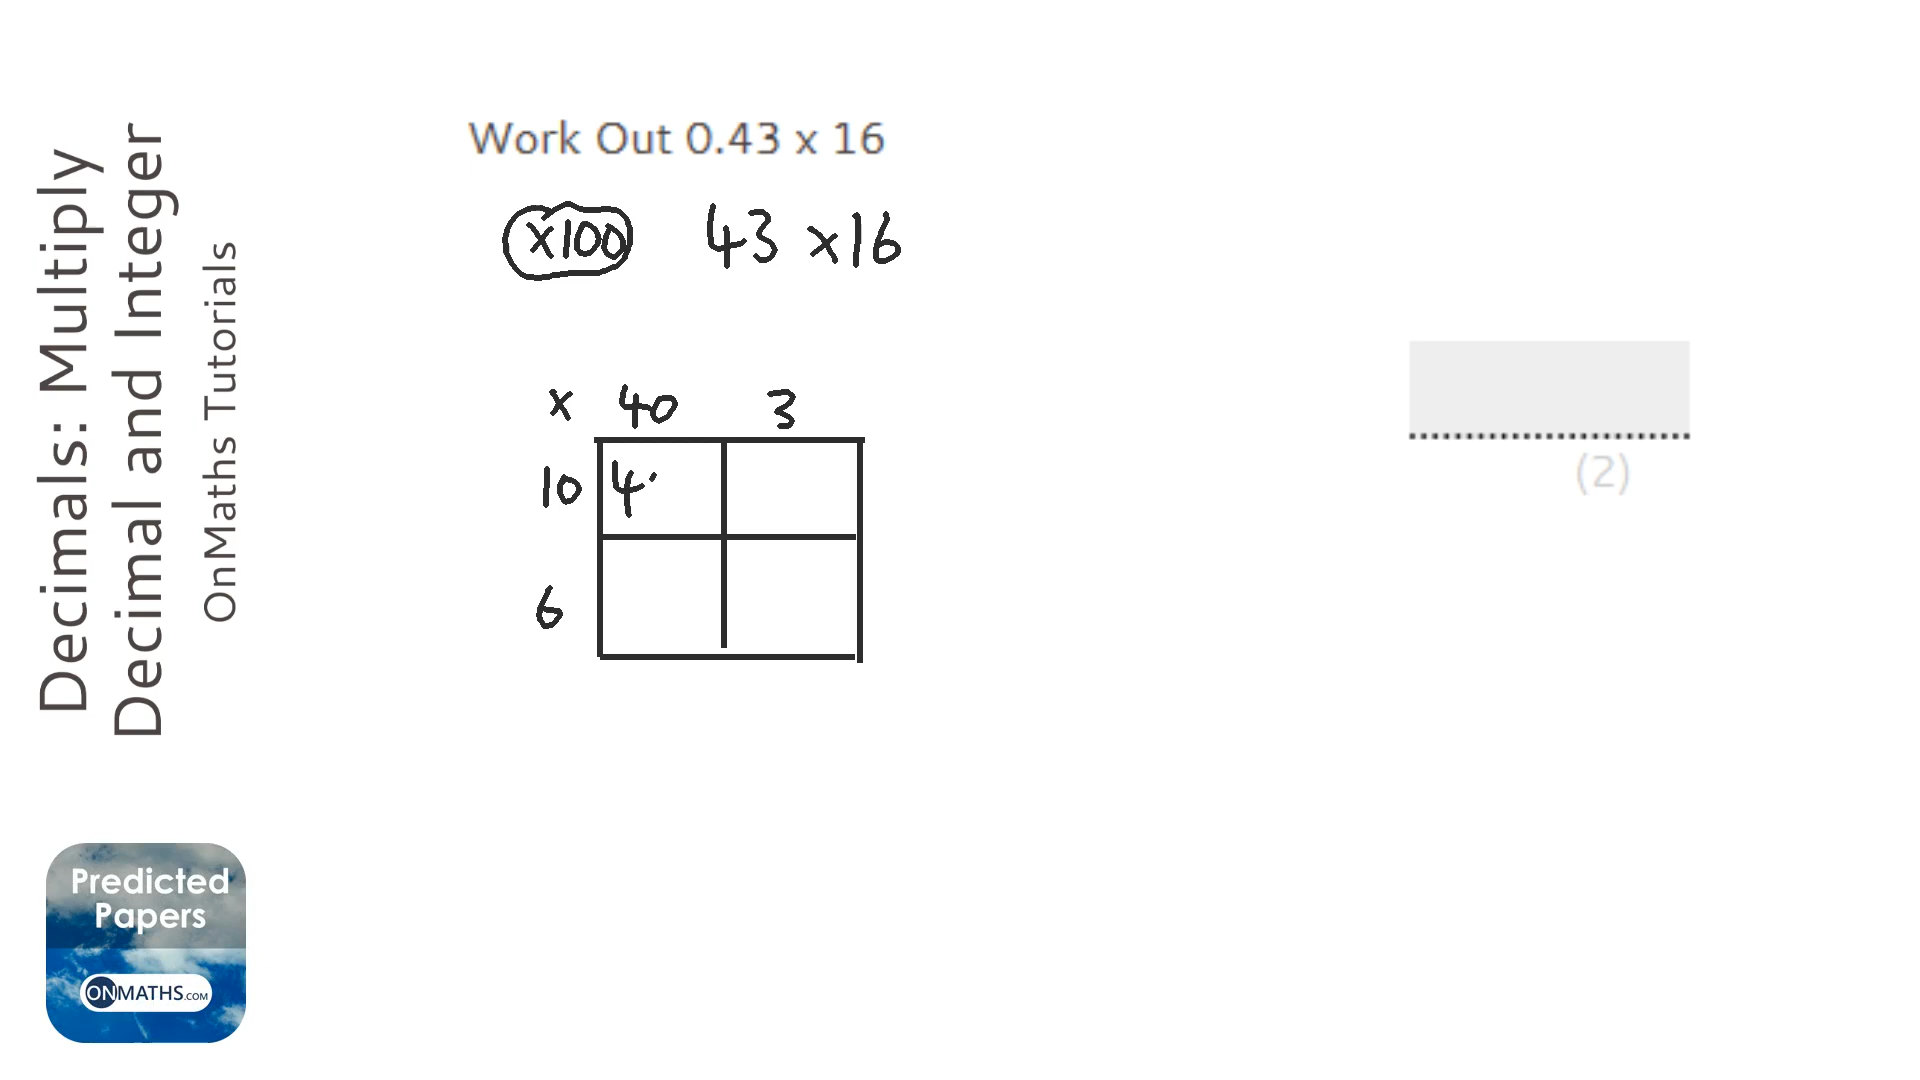 Decimals: Multiply
Decimal and Integer
OnMaths Tutorials
Work Out 0.43 x 16
x100 43 x16
x 40 3
10 4
6
(2)
Predicted
Papers
ONMATHS.COM